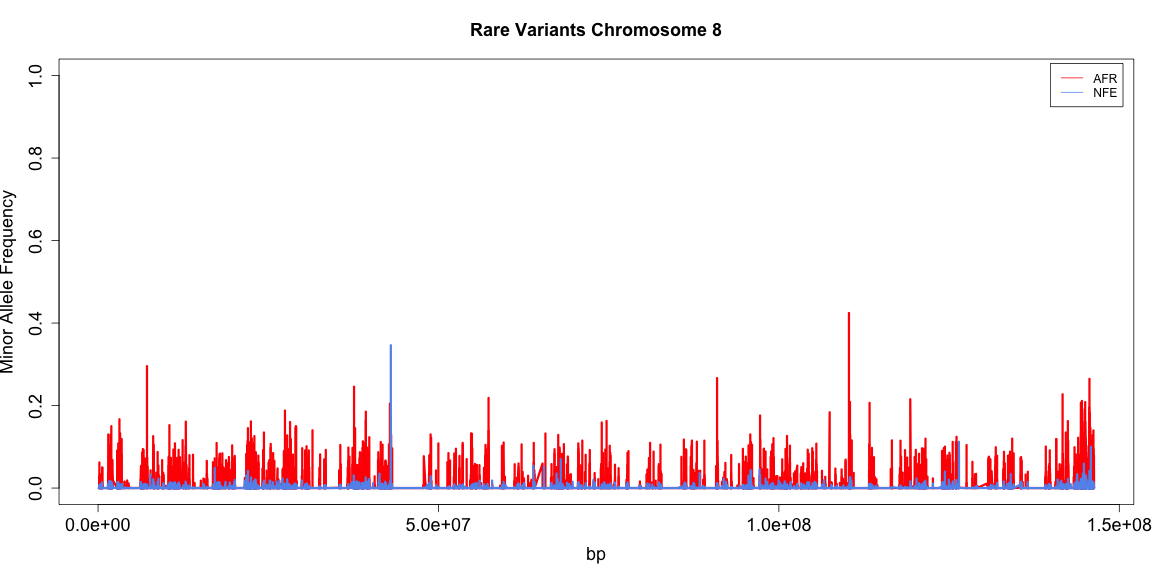 Rare Variants Chromosome 8
AFR
NFE
Minor Allele Frequency
1.0
0.8
0.6
0.4
0.2
0.0
0.0e+00
5.0e+07
1.0e+08
1.5e+08
bp